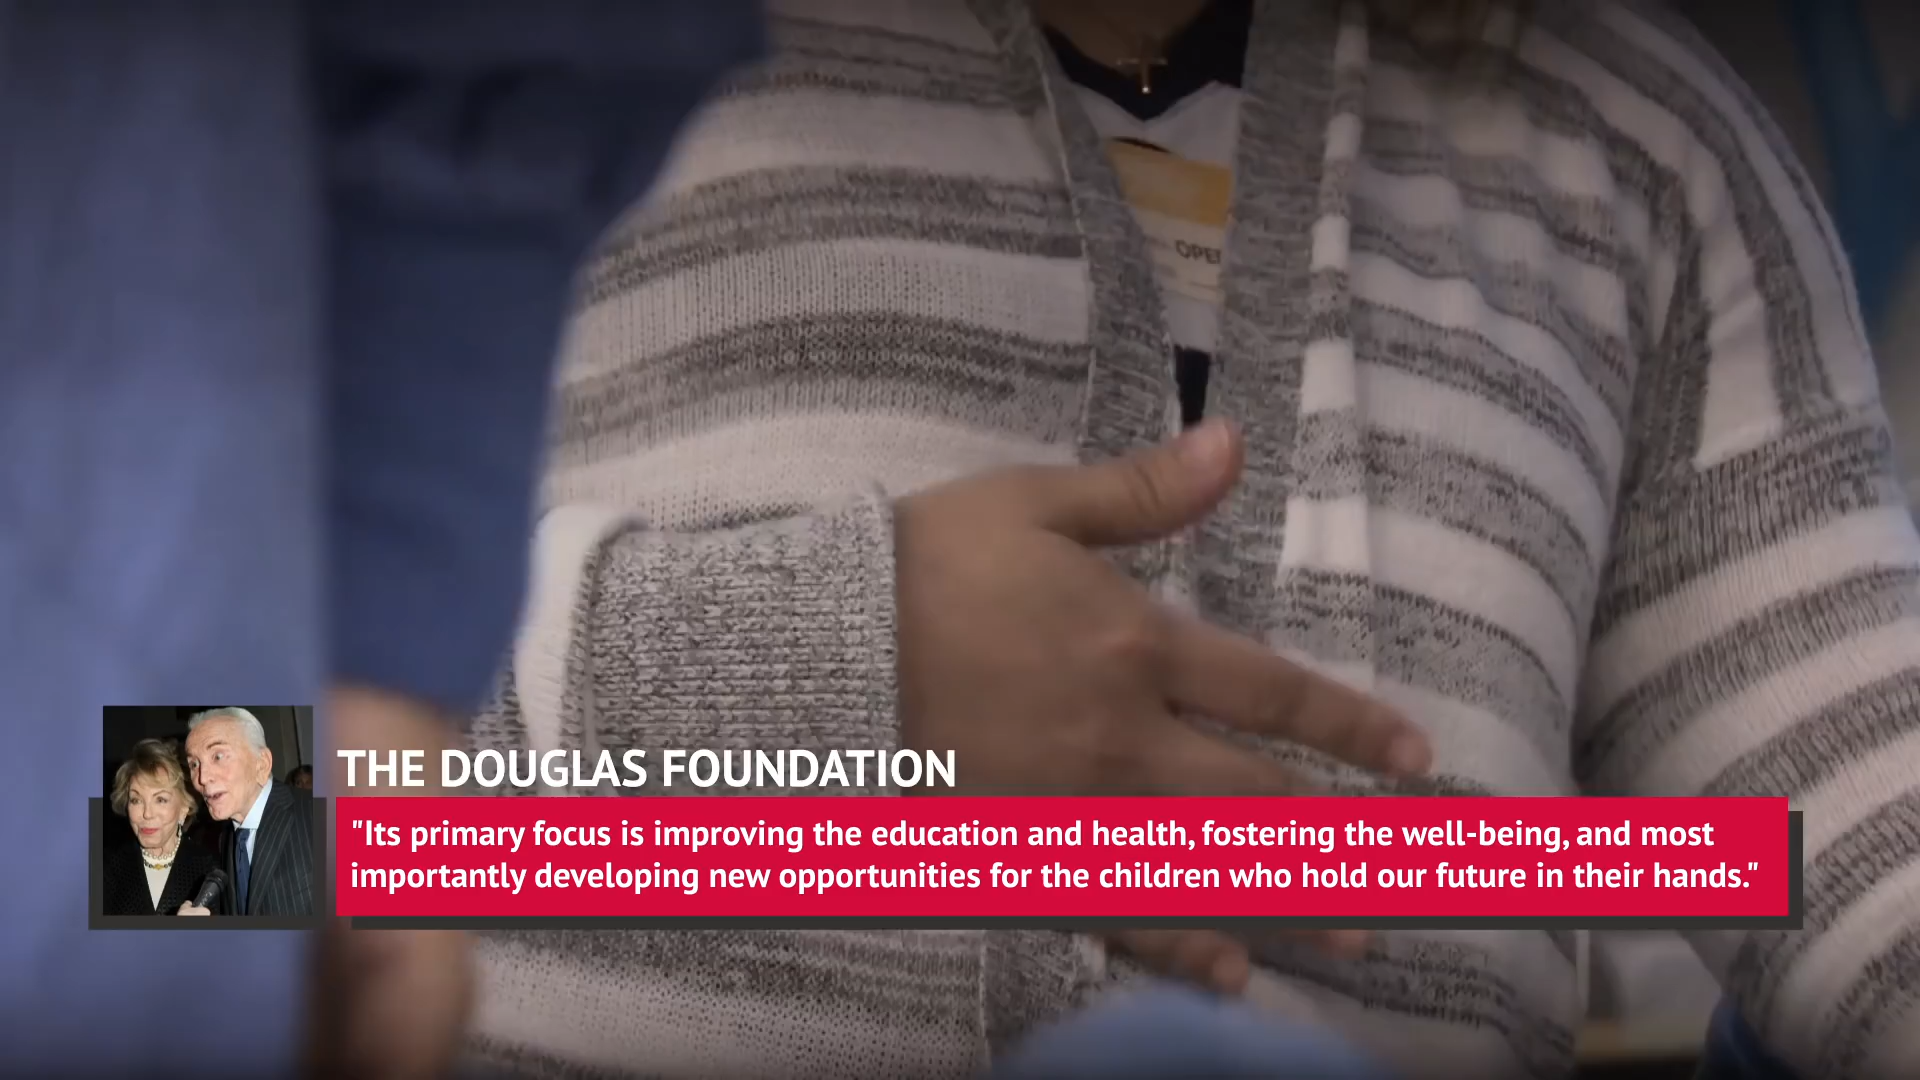 OPE
THE DOUGLAS FOUNDATION
"Its primary focus is improving the education and health, fostering the well-being, and most
importantly developing new opportunities for the children who hold our future in their hands."